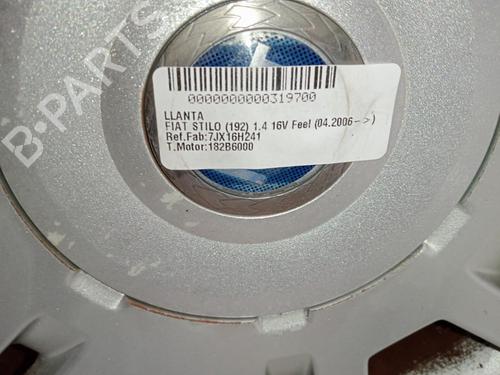 B-PARTS
0000000000319700
LLANTA
FIAT STILO (192) 1.4 16V Feel (04.2006-->)
Ref.Fab:7JX16H241
T.Motor:182B6000